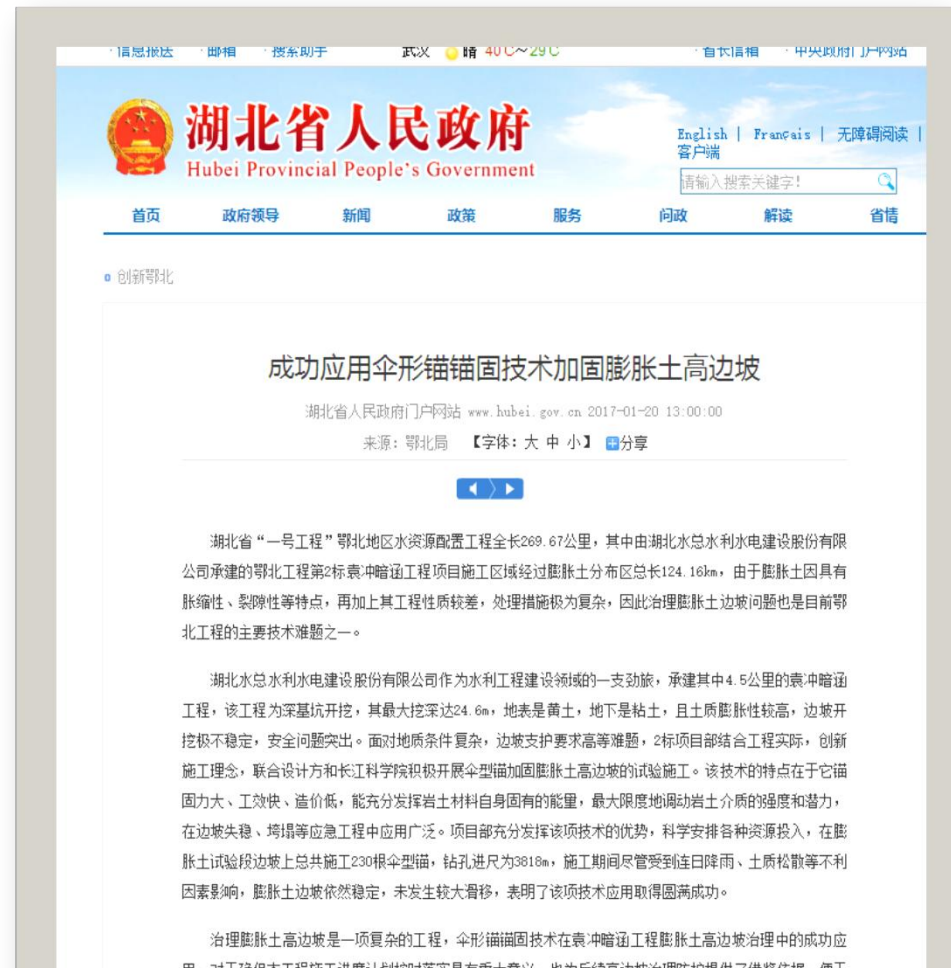 ·信息报送 ·邮箱 ·搜索助手 武汉 晴 40℃~29℃ ·省长信箱 ·中央政府门户网站
湖北省人民政府
Hubei Provincial People's Government
English | Français | 无障碍阅读 |
客户端
请输入搜索关键字!
首页 政府领导 新闻 政策 服务 问政 解读 省情
创新鄂北
成功应用伞形锚锚固技术加固膨胀土高边坡
湖北省人民政府门户网站 www.hubei.gov.cn 2017-01-20 13:00:00
来源: 鄂北局 【字体: 大 中 小】 分享
湖北省“一号工程”鄂北地区水资源配置工程全长269.67公里,其中由湖北水总水利水电建设股份有限
公司承建的鄂北工程第2标袁冲暗涵工程项目施工区域经过膨胀土分布区总长124.16km,由于膨胀土因具有
胀缩性、裂隙性等特点,再加上其工程性质较差,处理措施极为复杂,因此治理膨胀土边坡问题也是目前鄂
北工程的主要技术难题之一。
湖北水总水利水电建设股份有限公司作为水利工程建设领域的一支劲旅,承建其中4.5公里的袁冲暗涵
工程,该工程为深基坑开挖,其最大挖深达24.6m,地表是黄土,地下是粘土,且土质膨胀性较高,边坡开
挖极不稳定,安全问题突出。面对地质条件复杂,边坡支护要求高等难题,2标项目部结合工程实际,创新
施工理念,联合设计方和长江科学院积极开展伞型锚加固膨胀土高边坡的试验施工。该技术的特点在于它锚
固力大、工效快、造价低,能充分发挥岩土材料自身固有的能量,最大限度地调动岩土介质的强度和潜力,
在边坡失稳、垮塌等应急工程中应用广泛。项目部充分发挥该项技术的优势,科学安排各种资源投入,在膨
胀土试验段边坡上总共施工230根伞型锚,钻孔进尺为3818m,施工期间尽管受到连日降雨、土质松散等不利
因素影响,膨胀土边坡依然稳定,未发生较大滑移,表明了该项技术应用取得圆满成功。
治理膨胀土高边坡是一项复杂的工程,伞形锚锚固技术在袁冲暗涵工程膨胀土高边坡治理中的成功应